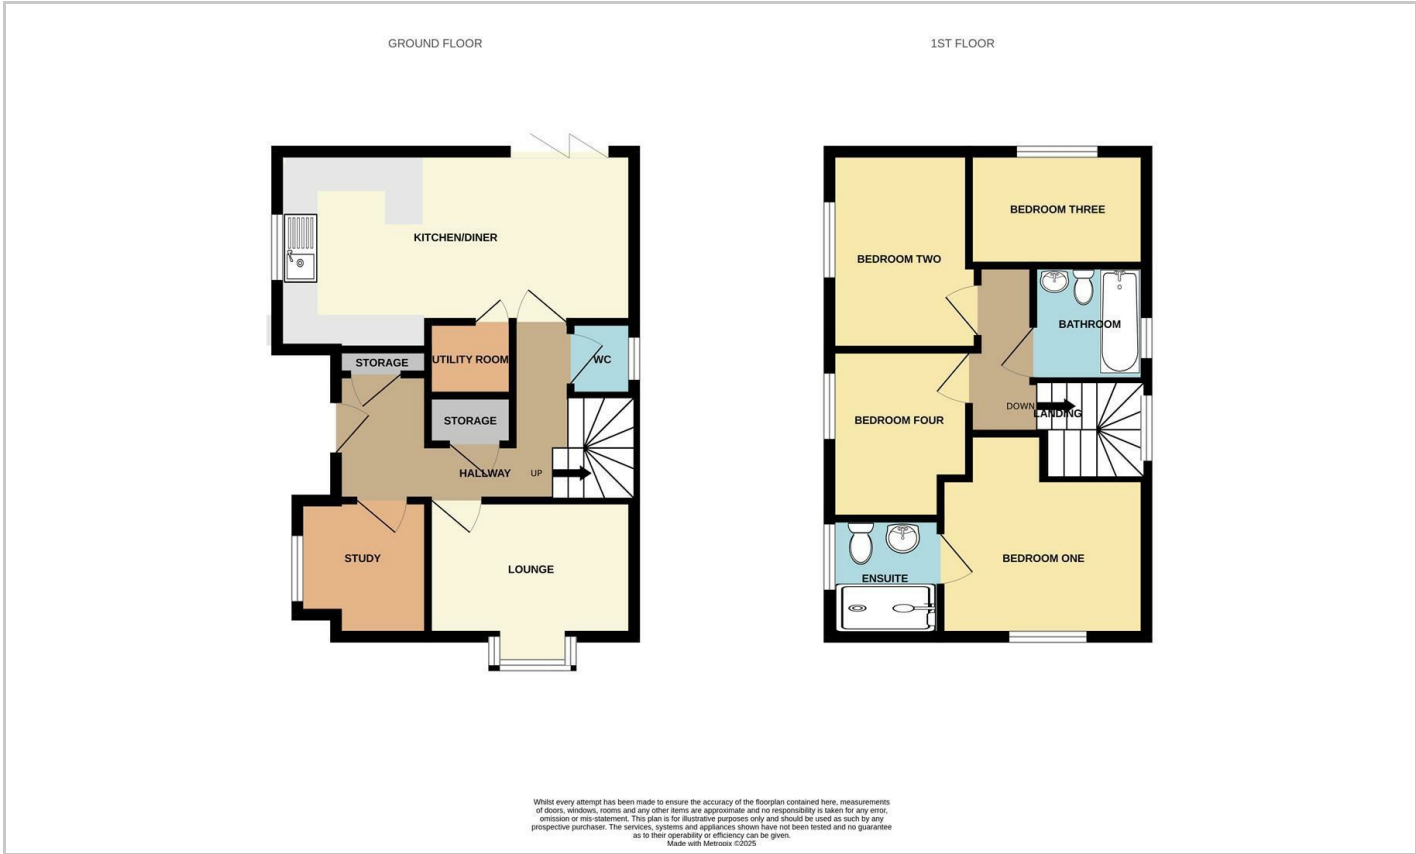 GROUND FLOOR
1ST FLOOR
KITCHEN/DINER
UTILITY ROOM
WC
STORAGE
STORAGE
HALLWAY
UP
STUDY
LOUNGE
BEDROOM THREE
BEDROOM TWO
BATHROOM
DOWN
LANDING
BEDROOM FOUR
BEDROOM ONE
ENSUITE
Whilst every attempt has been made to ensure the accuracy of the floorplan contained here, measurements
of doors, windows, rooms and any other items are approximate and no responsibility is taken for any error,
omission or mis-statement. This plan is for illustrative purposes only and should be used as such by any
prospective purchaser. The services, systems and appliances shown have not been tested and no guarantee
as to their operability or efficiency can be given.
Made with Metropix ©2025